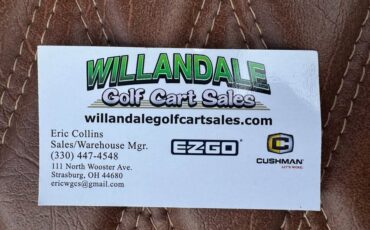 WILLANDALE
Golf Cart Sales
willandalegolfcartsales.com
Eric Collins
Sales/Warehouse Mgr.
(330) 447-4548
111 North Wooster Ave.
Strasburg, OH 44680
ericwgcs@gmail.com
EZGO
CUSHMAN